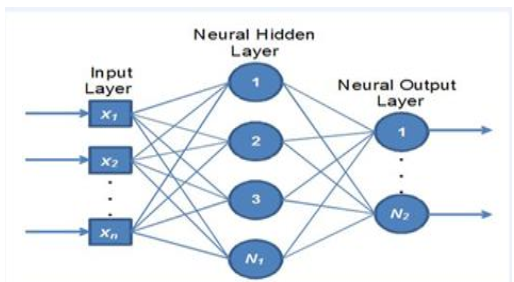 Neural Hidden
Layer
Input
Layer
Neural Output
Layer
1
x1
1
x2
2
3
N2
xn
N1